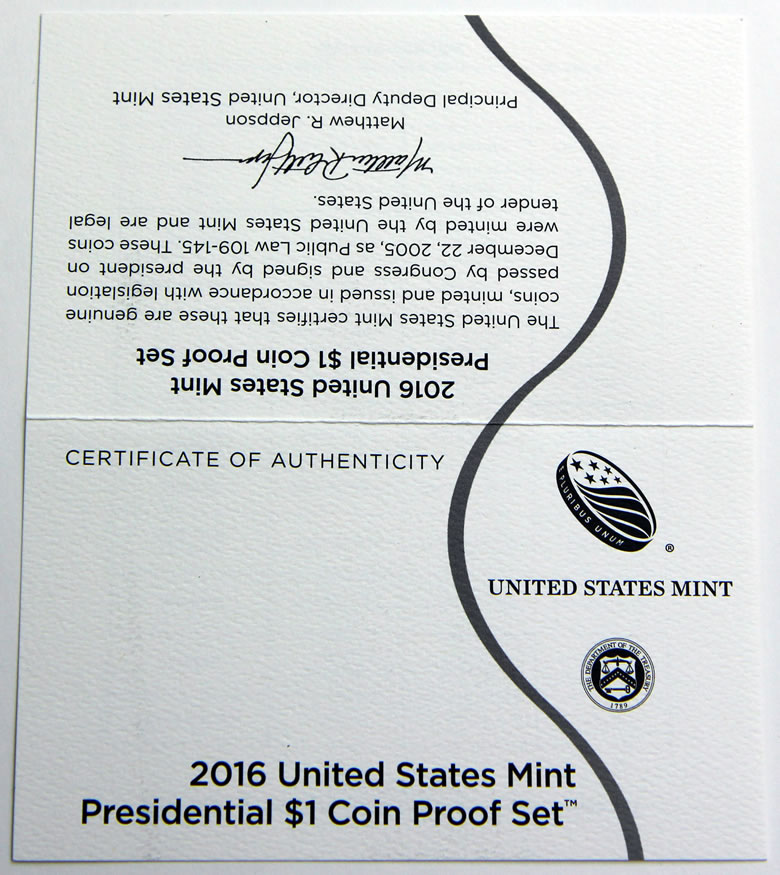 2016 United States Mint
Presidential $1 Coin Proof Set
The United States Mint certifies that these are genuine
coins, minted and issued in accordance with legislation
passed by Congress and signed by the president on
December 22, 2005, as Public Law 109-145. These coins
were minted by the United States Mint and are legal
tender of the United States.
Matthew R. Jeppson
Principal Deputy Director, United States Mint
CERTIFICATE OF AUTHENTICITY
E PLURIBUS UNUM
®
UNITED STATES MINT
THE DEPARTMENT OF THE TREASURY
1789
2016 United States Mint
Presidential $1 Coin Proof Set™